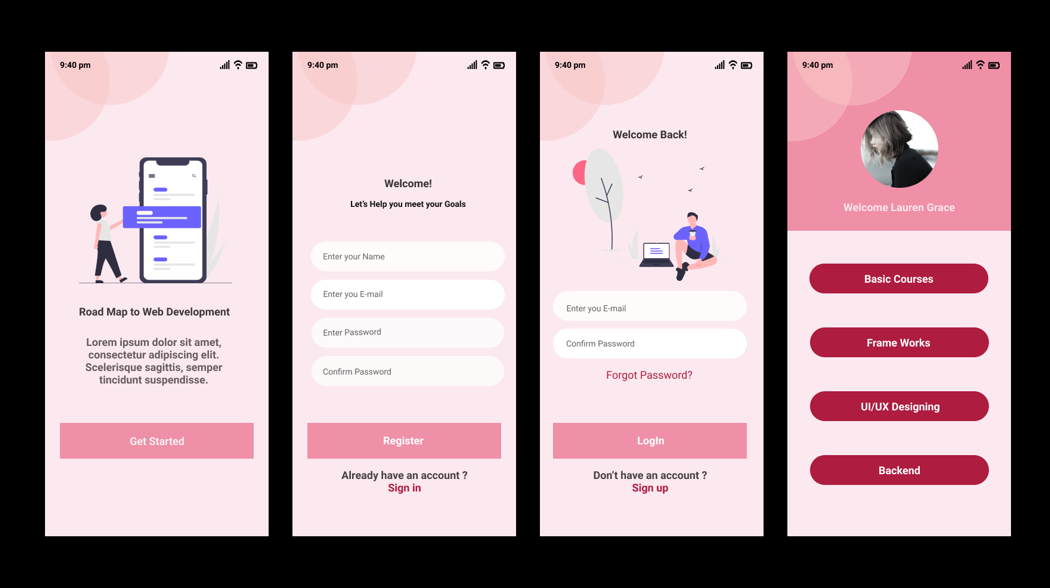 9:40 pm
Road Map to Web Development
Lorem ipsum dolor sit amet,
consectetur adipiscing elit.
Scelerisque sagittis, semper
tincidunt suspendisse.
Get Started
9:40 pm
Welcome!
Let's Help you meet your Goals
Enter your Name
Enter you E-mail
Enter Password
Confirm Password
Register
Already have an account ?
Sign in
9:40 pm
Welcome Back!
Enter you E-mail
Confirm Password
Forgot Password?
LogIn
Don't have an account ?
Sign up
9:40 pm
Welcome Lauren Grace
Basic Courses
Frame Works
UI/UX Designing
Backend